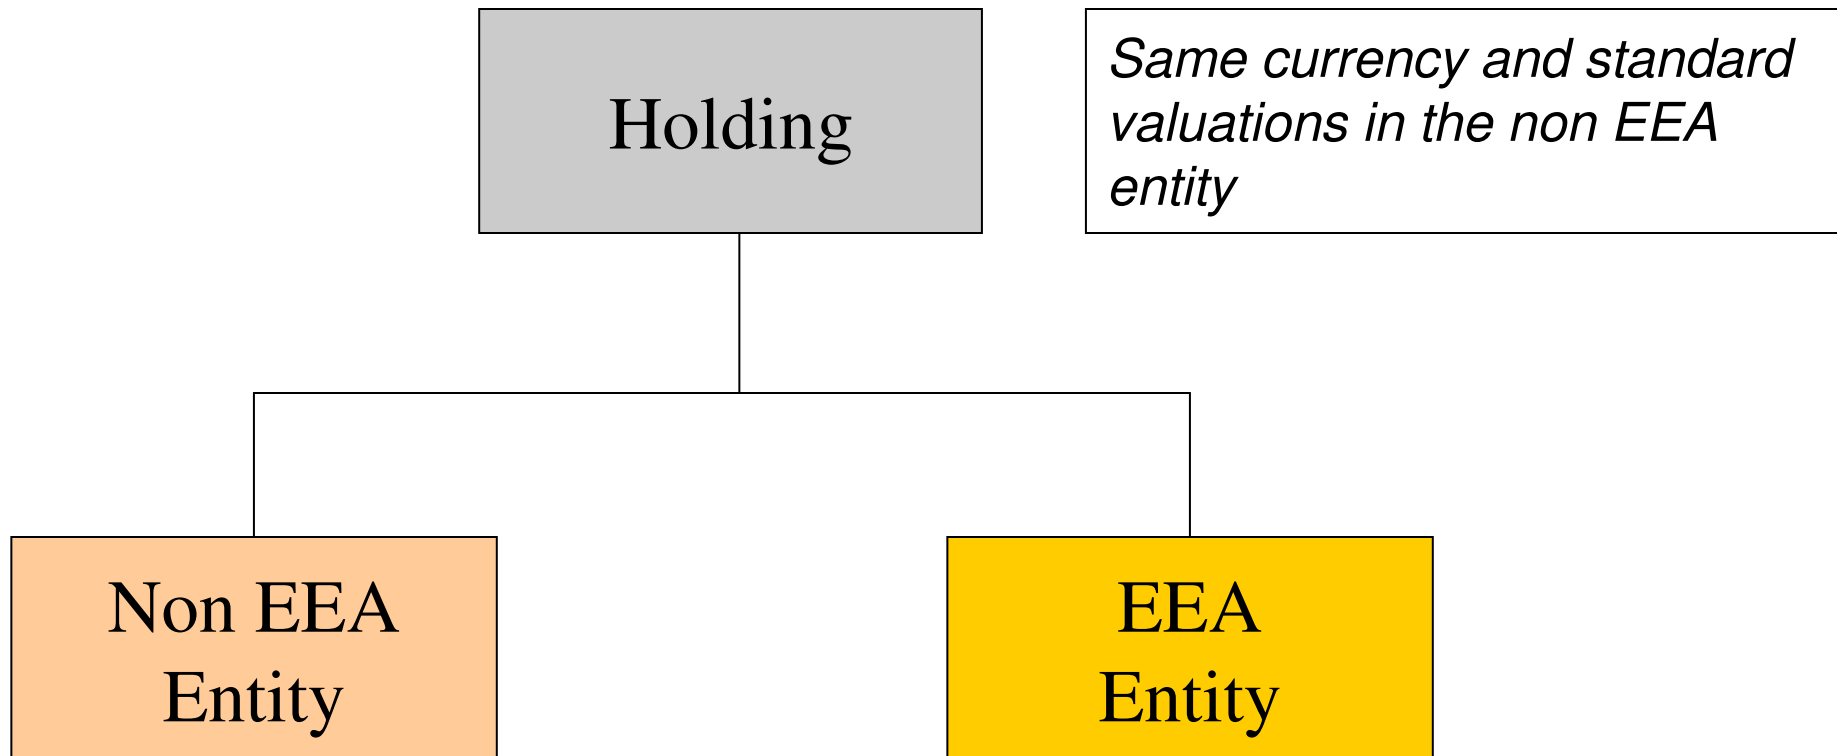 Holding
Same currency and standard
valuations in the non EEA
entity
Non EEA
Entity
EEA
Entity